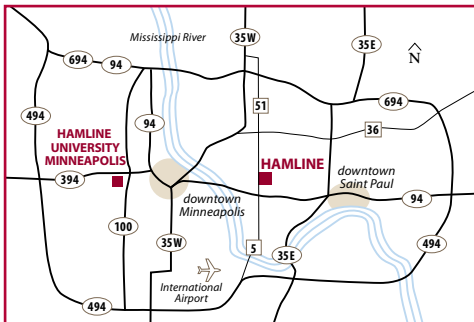 Mississippi River
35W
35E
N
694
94
494
51
694
94
36
HAMLINE
UNIVERSITY
MINNEAPOLIS
HAMLINE
downtown
Saint Paul
394
downtown
Minneapolis
94
100
35W
5
35E
494
International
Airport
494